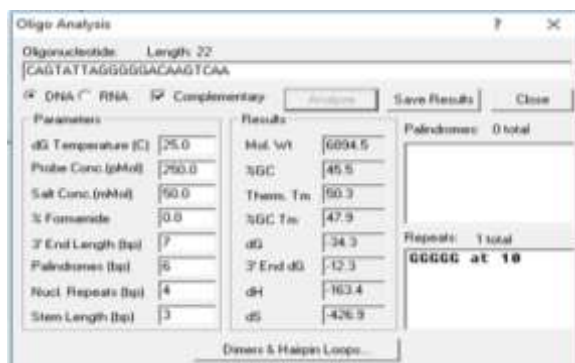 Oligo Analysis ? ×
Oligonucleotide: Length: 22
CAGTATTAGGGGGACAAGTCAA
DNA RNA Complementary Analyze Save Results Close
Parameters
dG Temperature (C) 25.0
Probe Conc.(pMol) 250.0
Salt Conc.(mMol) 50.0
% Formamide 0.0
3' End Length (bp) 7
Palindromes (bp) 6
Nucl. Repeats (bp) 4
Stem Length (bp) 3
Results
Mol. Wt 6894.5
%GC 45.5
Therm. Tm 50.3
%GC Tm 47.9
dG -34.3
3' End dG -12.3
dH -163.4
dS -426.9
Palindromes: 0 total
Repeats: 1 total
GGGGG at 10
Dimers & Hairpin Loops...